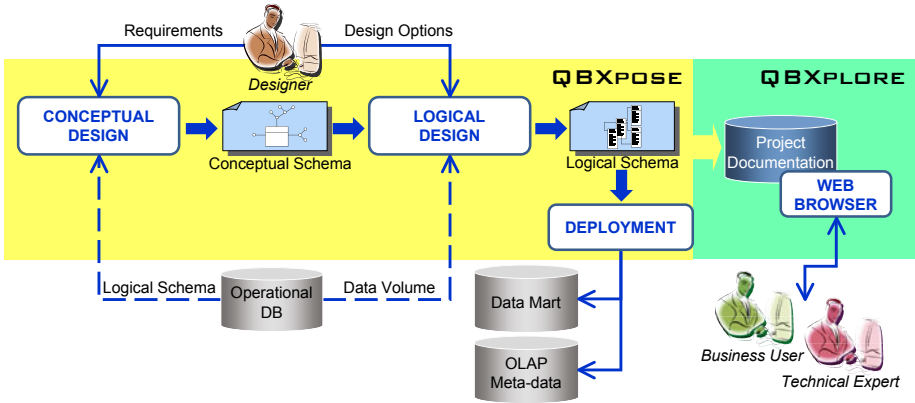 Requirements
Design Options
Designer
QBXPOSE
QBXPLORE
CONCEPTUAL
DESIGN
Conceptual Schema
LOGICAL
DESIGN
Logical Schema
Project
Documentation
WEB
BROWSER
DEPLOYMENT
Logical Schema
Operational
DB
Data Volume
Data Mart
OLAP
Meta-data
Business User
Technical Expert